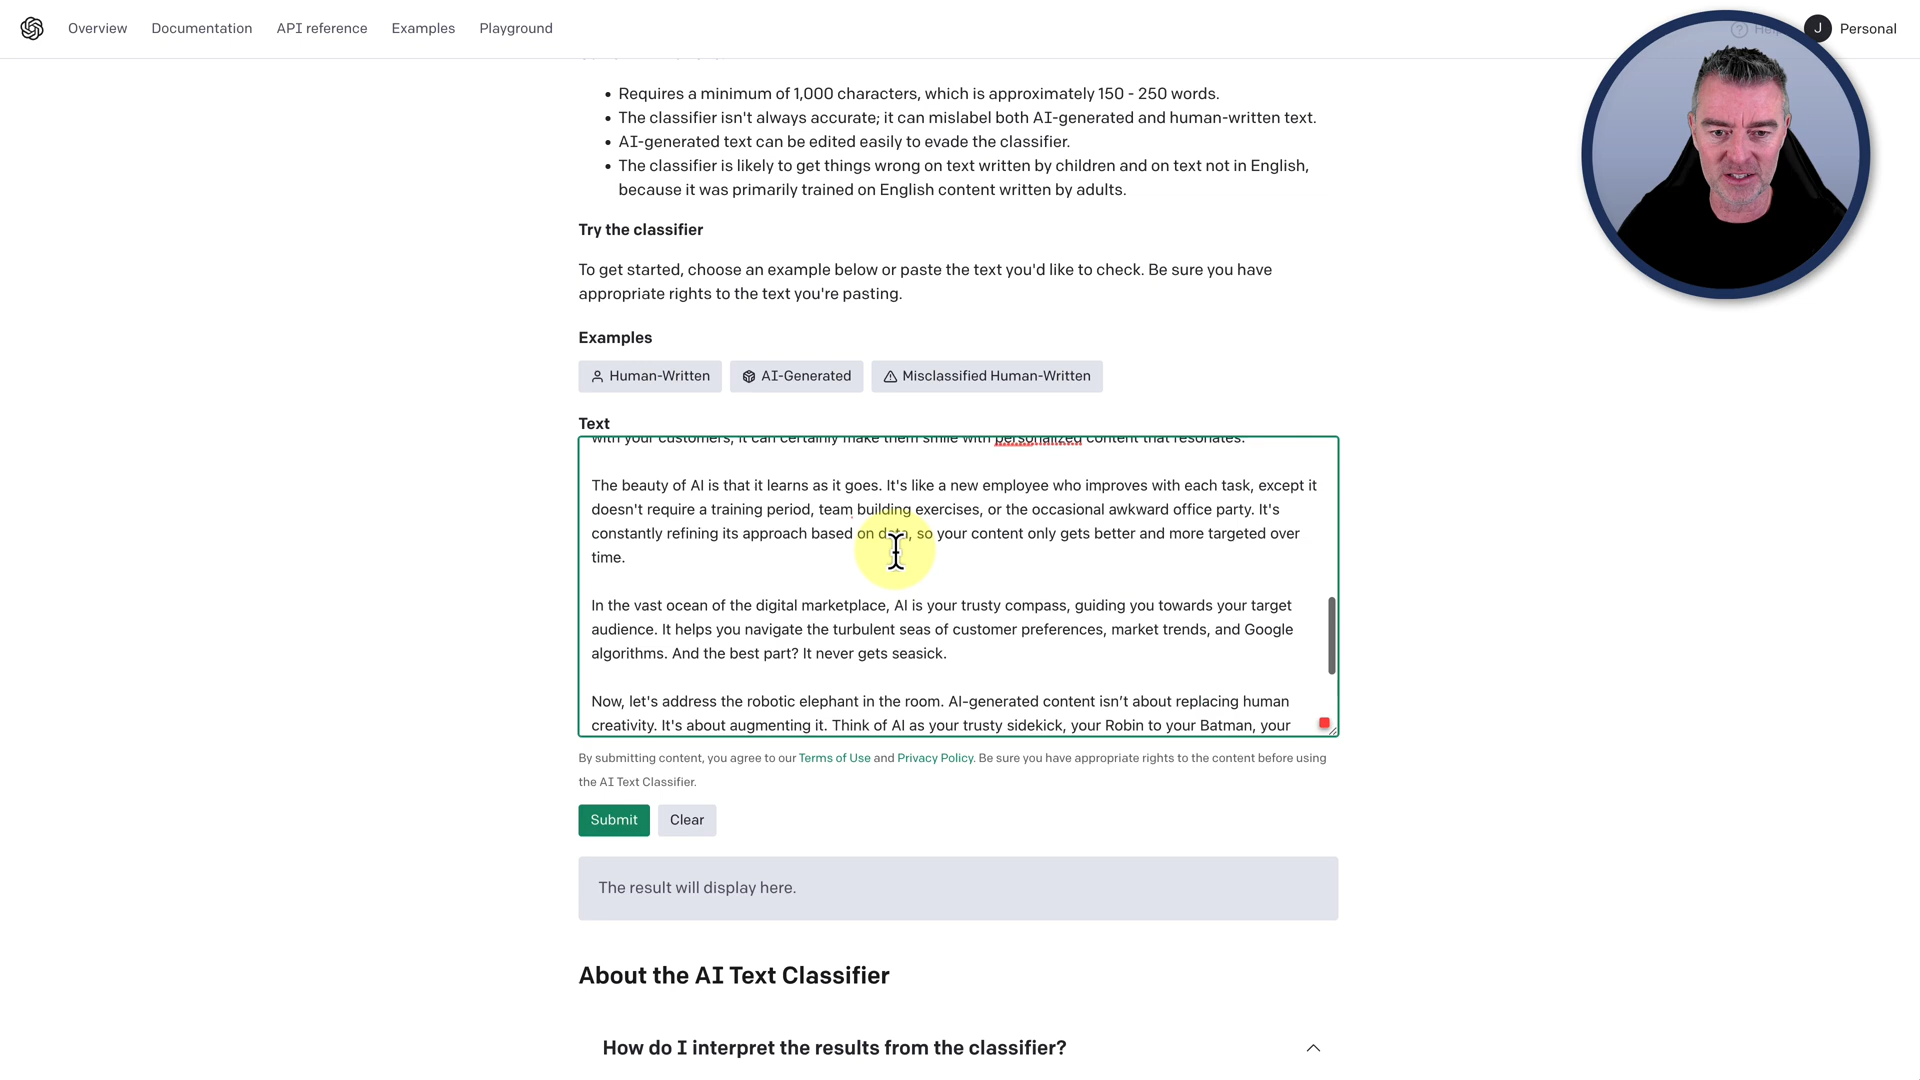 Overview Documentation API reference Examples Playground
J Personal
Requires a minimum of 1,000 characters, which is approximately 150 - 250 words.
The classifier isn't always accurate; it can mislabel both AI-generated and human-written text.
AI-generated text can be edited easily to evade the classifier.
The classifier is likely to get things wrong on text written by children and on text not in English,
because it was primarily trained on English content written by adults.
Try the classifier
To get started, choose an example below or paste the text you'd like to check. Be sure you have
appropriate rights to the text you're pasting.
Examples
Human-Written AI-Generated Misclassified Human-Written
Text
with your customers, it can certainly make them smile with personalized content that resonates.
The beauty of AI is that it learns as it goes. It's like a new employee who improves with each task, except it
doesn't require a training period, team building exercises, or the occasional awkward office party. It's
constantly refining its approach based on data, so your content only gets better and more targeted over
time.
In the vast ocean of the digital marketplace, AI is your trusty compass, guiding you towards your target
audience. It helps you navigate the turbulent seas of customer preferences, market trends, and Google
algorithms. And the best part? It never gets seasick.
Now, let's address the robotic elephant in the room. AI-generated content isn’t about replacing human
creativity. It's about augmenting it. Think of AI as your trusty sidekick, your Robin to your Batman, your
By submitting content, you agree to our Terms of Use and Privacy Policy. Be sure you have appropriate rights to the content before using
the AI Text Classifier.
Submit Clear
The result will display here.
About the AI Text Classifier
How do I interpret the results from the classifier?